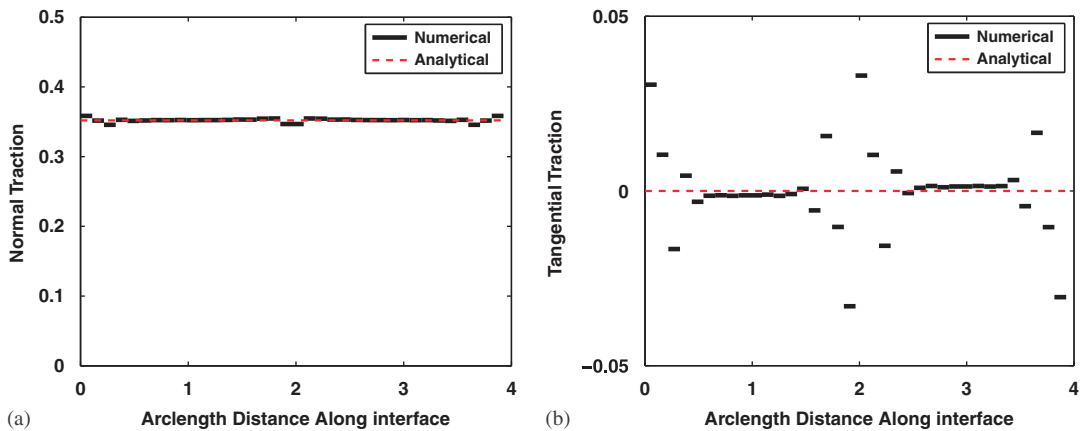 0.5
0.4
0.3
0.1
0
0 1 2 3 4
Normal Traction
Numerical
Analytical
(a) Arclength Distance Along interface
0.05
0
−0.05
0 1 2 3 4
Tangential Traction
Numerical
Analytical
(b) Arclength Distance Along interface